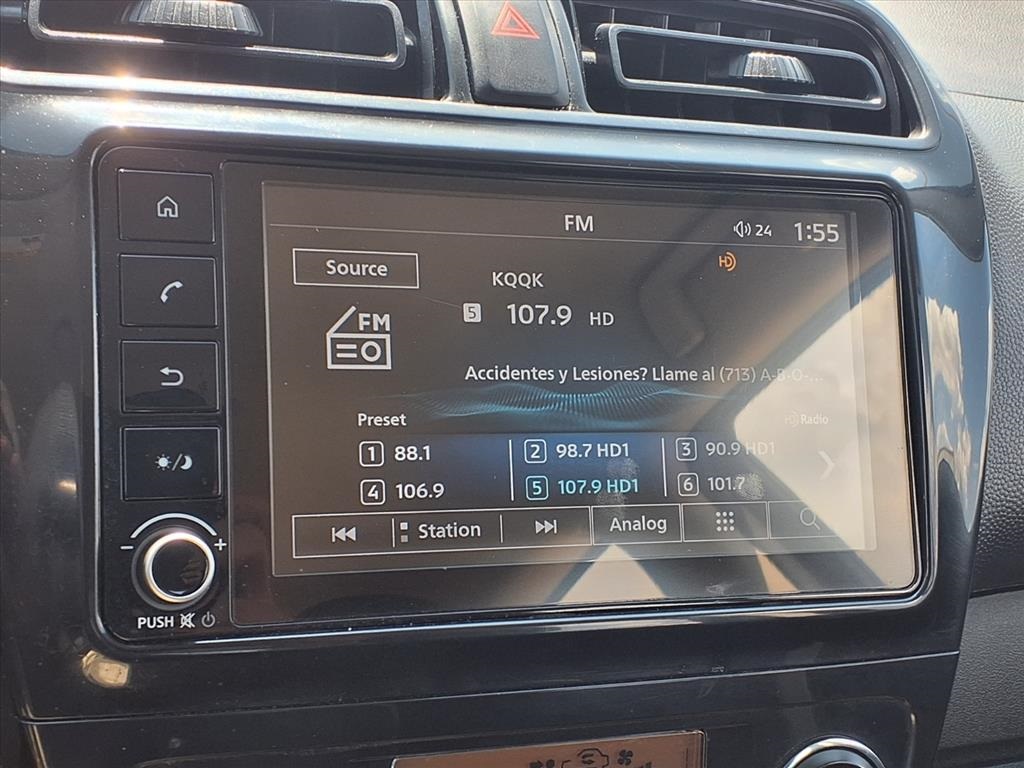 FM
24 1:55
HD
Source
KQQK
5 107.9 HD
FM
Accidentes y Lesiones? Llame al (713) A-B-O-...
Preset
HD Radio
1 88.1
2 98.7 HD1
3 90.9 HD1
4 106.9
5 107.9 HD1
6 101.7
Station
Analog
- +
PUSH